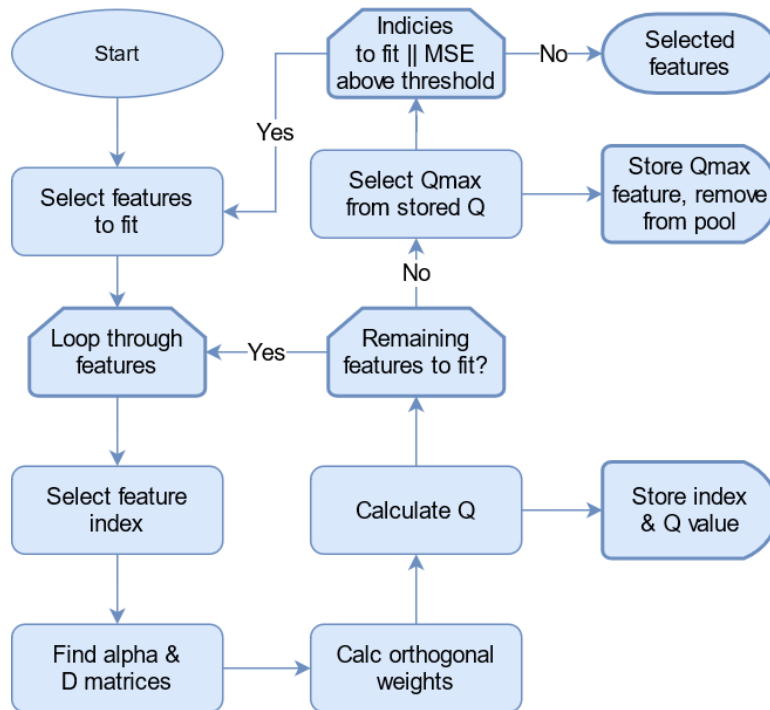 Start
Indicies
to fit || MSE
above threshold
No
Selected
features
Yes
Select features
to fit
Select Qmax
from stored Q
Store Qmax
feature, remove
from pool
No
Loop through
features
Yes
Remaining
features to fit?
Select feature
index
Calculate Q
Store index
& Q value
Find alpha &
D matrices
Calc orthogonal
weights